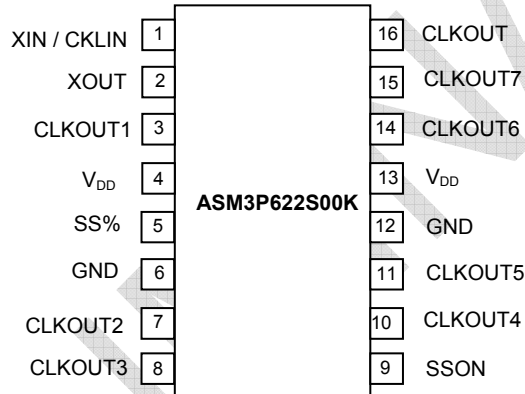 XIN / CKLIN 1 16 CLKOUT
XOUT 2 15 CLKOUT7
CLKOUT1 3 14 CLKOUT6
VDD 4 13 VDD
ASM3P622S00K
SS% 5 12 GND
GND 6 11 CLKOUT5
CLKOUT2 7 10 CLKOUT4
CLKOUT3 8 9 SSON